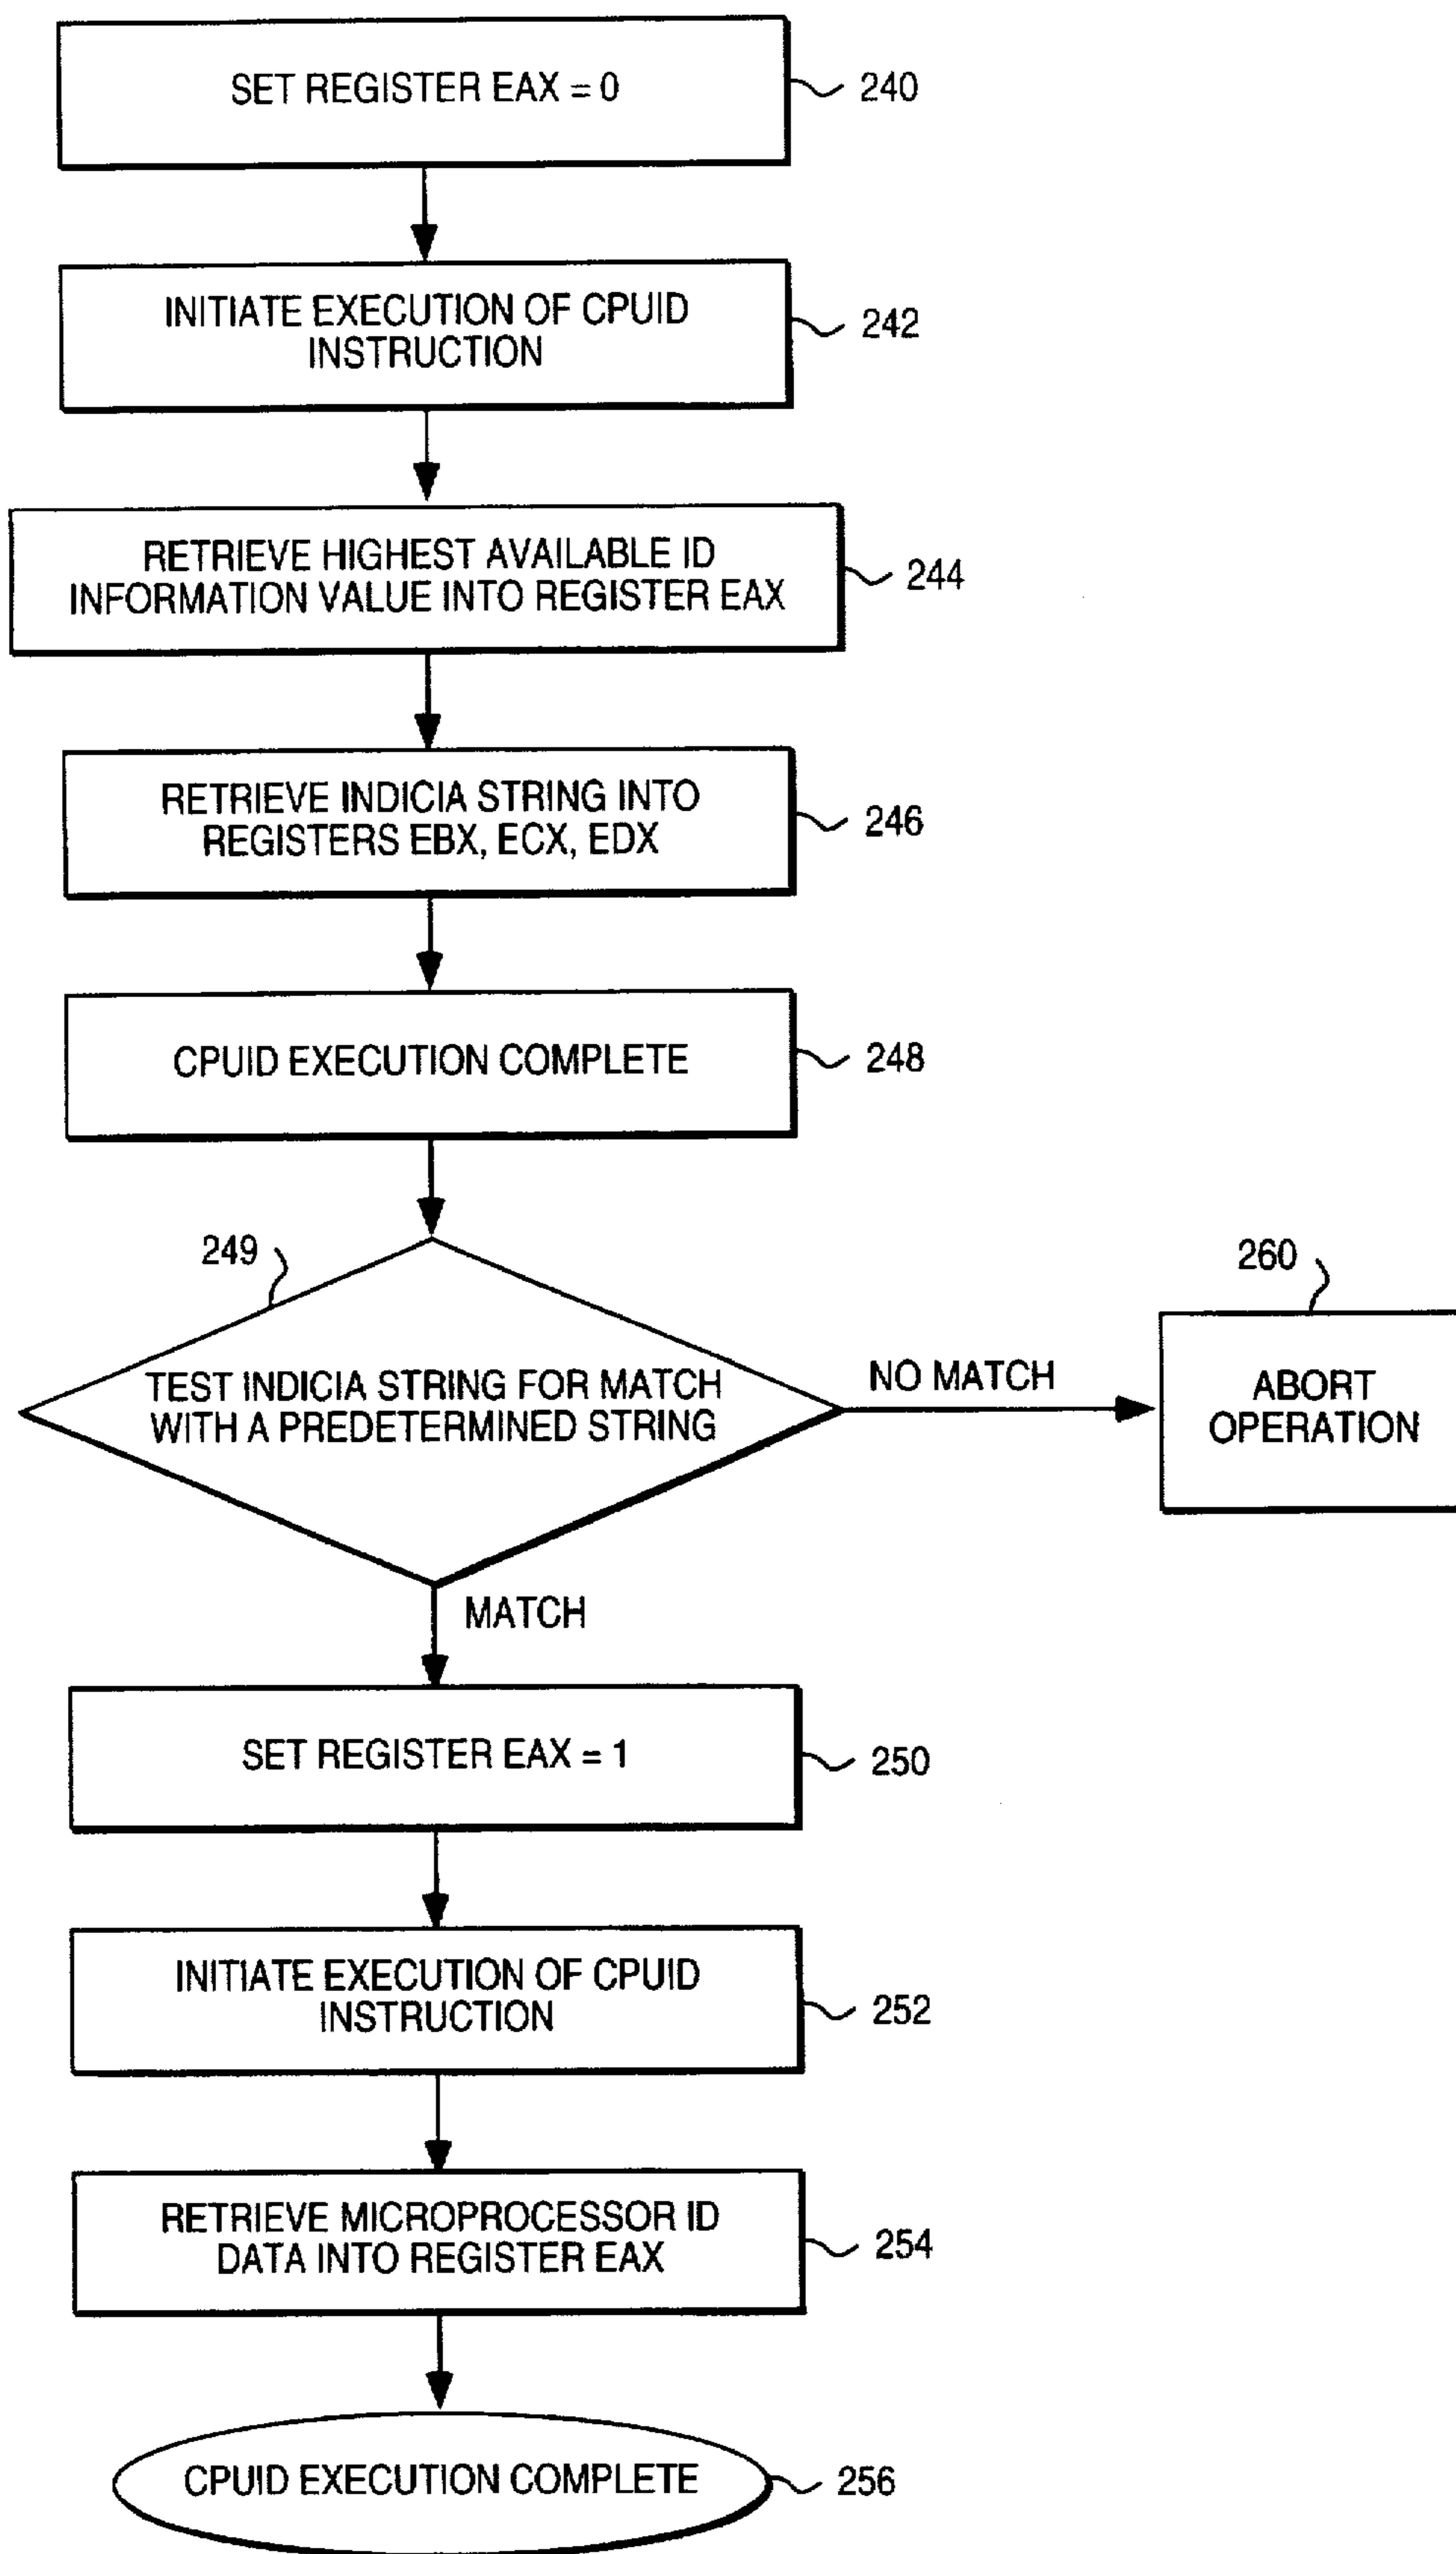 SET REGISTER EAX = 0
240
INITIATE EXECUTION OF CPUID
INSTRUCTION
242
RETRIEVE HIGHEST AVAILABLE ID
INFORMATION VALUE INTO REGISTER EAX
244
RETRIEVE INDICIA STRING INTO
REGISTERS EBX, ECX, EDX
246
CPUID EXECUTION COMPLETE
248
249
TEST INDICIA STRING FOR MATCH
WITH A PREDETERMINED STRING
NO MATCH
260
ABORT
OPERATION
MATCH
SET REGISTER EAX = 1
250
INITIATE EXECUTION OF CPUID
INSTRUCTION
252
RETRIEVE MICROPROCESSOR ID
DATA INTO REGISTER EAX
254
CPUID EXECUTION COMPLETE
256